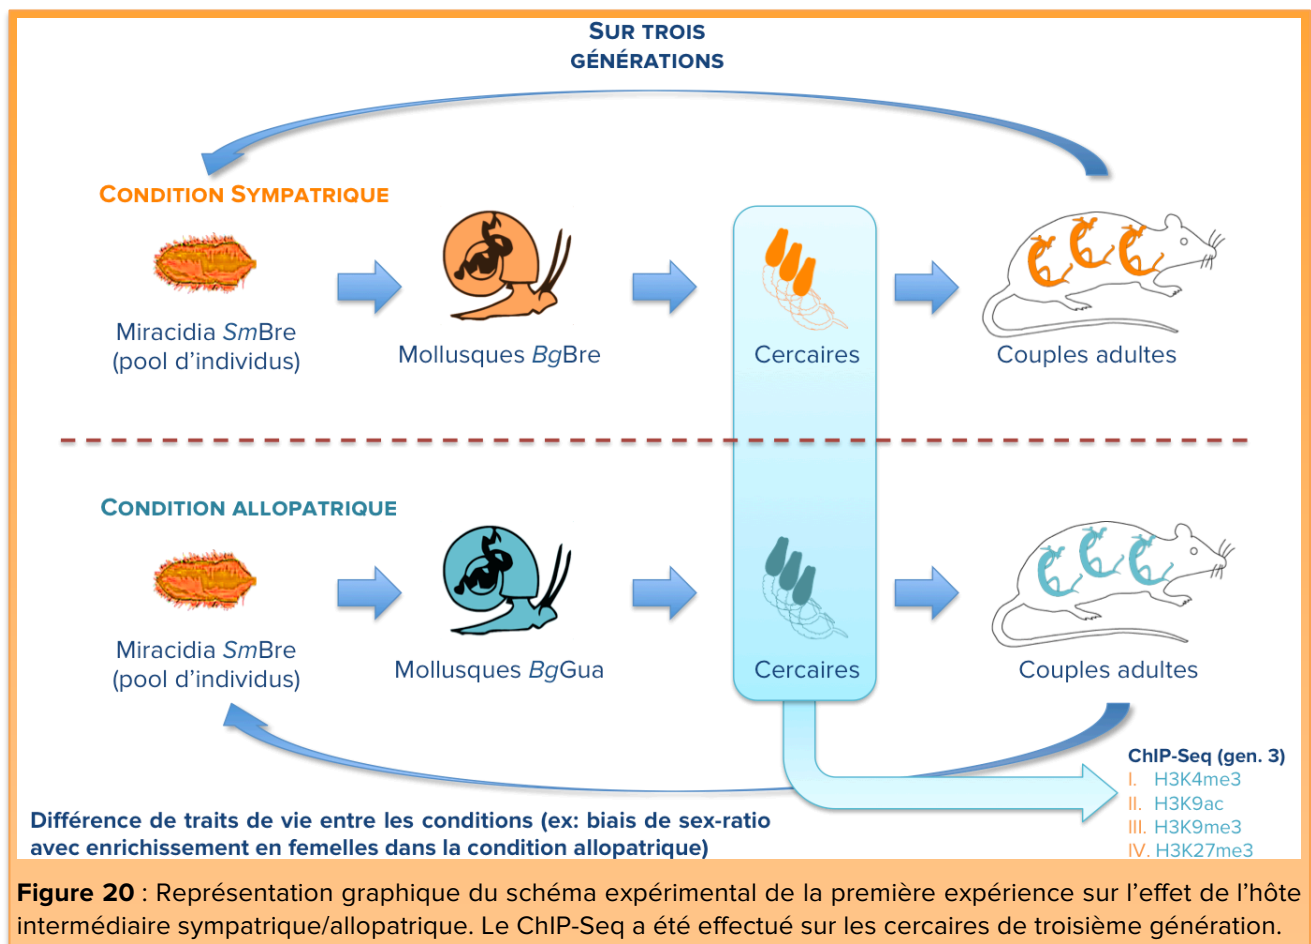 SUR TROIS
GÉNÉRATIONS
CONDITION SYMPATRIQUE
Miracidia SmBre
(pool d'individus)
Mollusques BgBre
Cercaires
Couples adultes
CONDITION ALLOPATRIQUE
Miracidia SmBre
(pool d'individus)
Mollusques BgGua
Cercaires
Couples adultes
ChIP-Seq (gen. 3)
I. H3K4me3
II. H3K9ac
III. H3K9me3
IV. H3K27me3
Différence de traits de vie entre les conditions (ex: biais de sex-ratio
avec enrichissement en femelles dans la condition allopatrique)
Figure 20 : Représentation graphique du schéma expérimental de la première expérience sur l'effet de l'hôte
intermédiaire sympatrique/allopatrique. Le ChIP-Seq a été effectué sur les cercaires de troisième génération.